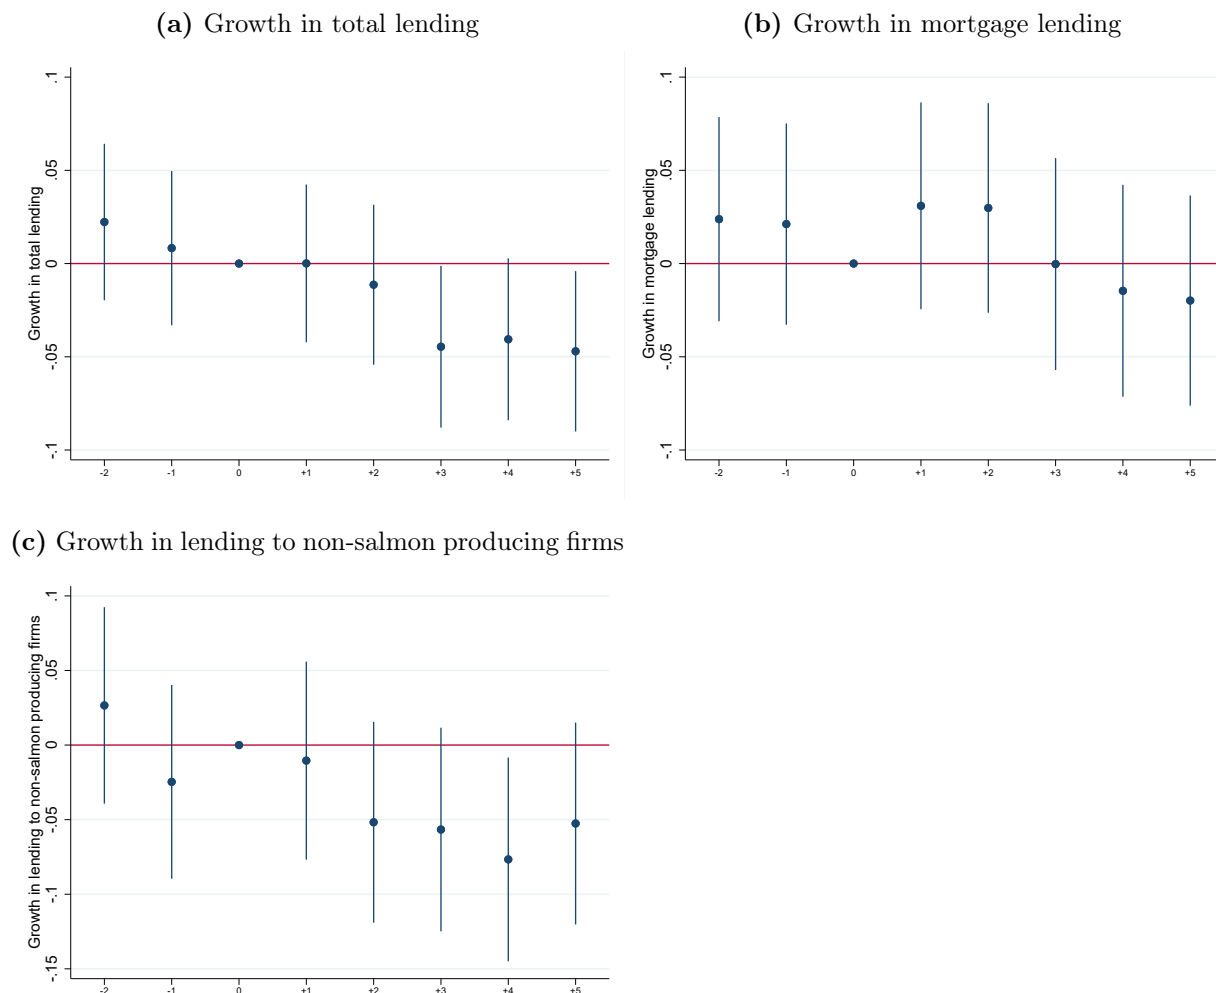 (a) Growth in total lending
Growth in total lending
.1
.05
0
-.05
-.1
-2 -1 0 +1 +2 +3 +4 +5
(b) Growth in mortgage lending
Growth in mortgage lending
.1
.05
0
-.05
-.1
-2 -1 0 +1 +2 +3 +4 +5
(c) Growth in lending to non-salmon producing firms
Growth in lending to non-salmon producing firms
.1
.05
0
-.05
-.1
-.15
-2 -1 0 +1 +2 +3 +4 +5